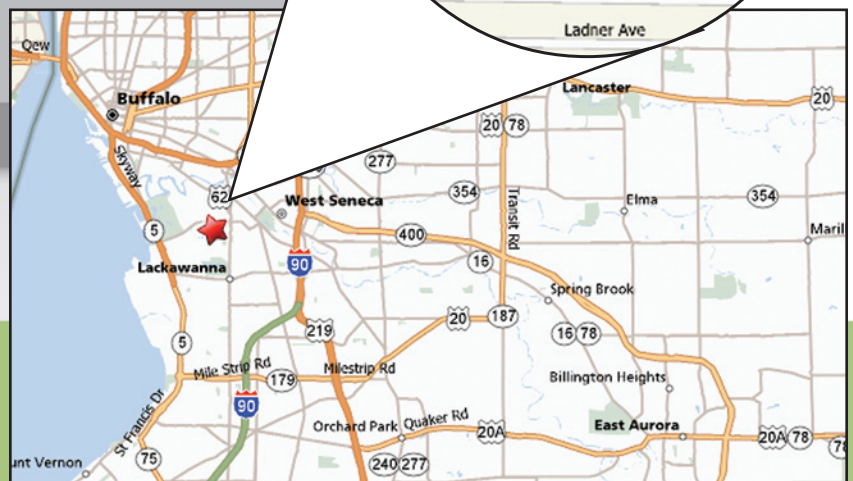 Ladner Ave
Qew
Buffalo
Lancaster
20
20 78
Skyway
277
62
354
Elma
354
West Seneca
Transit Rd
5
400
Maril
90
16
Lackawanna
Spring Brook
20
187
219
16 78
5
Mile Strip Rd
Milestrip Rd
179
Billington Heights
90
St Francis Dr
Orchard Park
Quaker Rd
20A
East Aurora
20A 78
78
unt Vernon
75
240 277